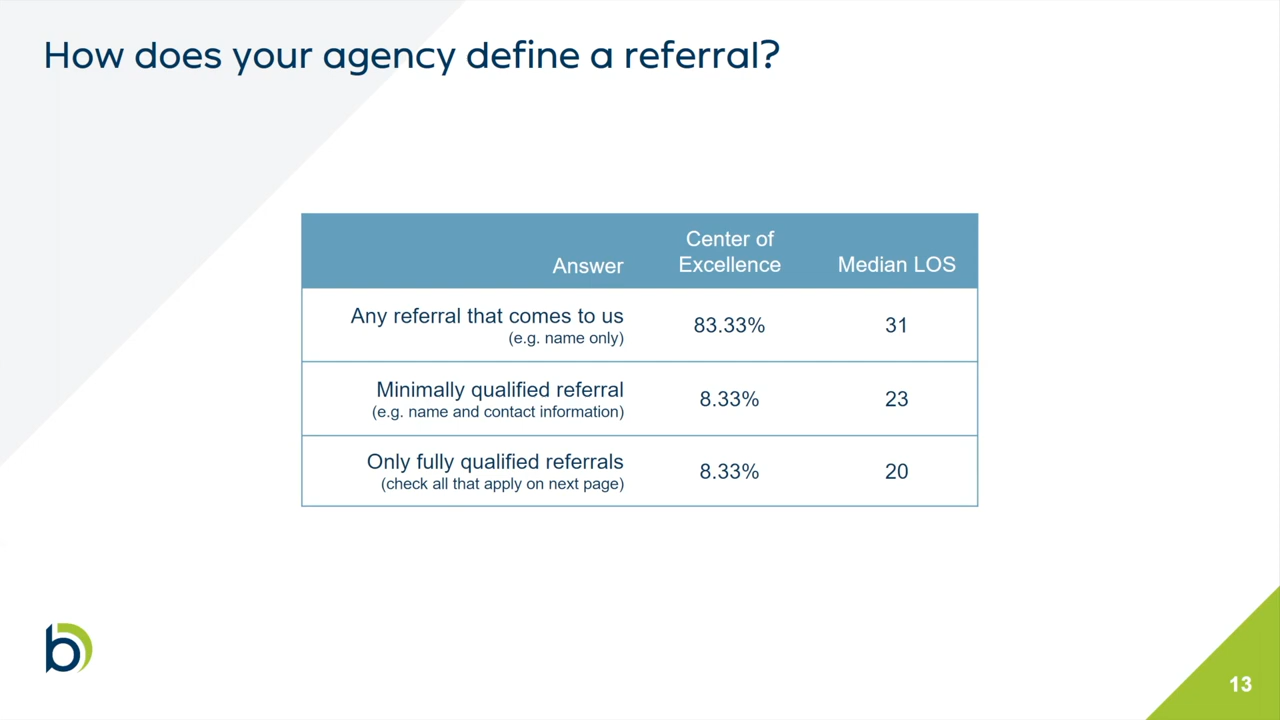 How does your agency define a referral?
Center of
Excellence
Answer
Median LOS
Any referral that comes to us
(e.g. name only)
83.33%
31
Minimally qualified referral
(e.g. name and contact information)
8.33%
23
Only fully qualified referrals
(check all that apply on next page)
8.33%
20
b
13